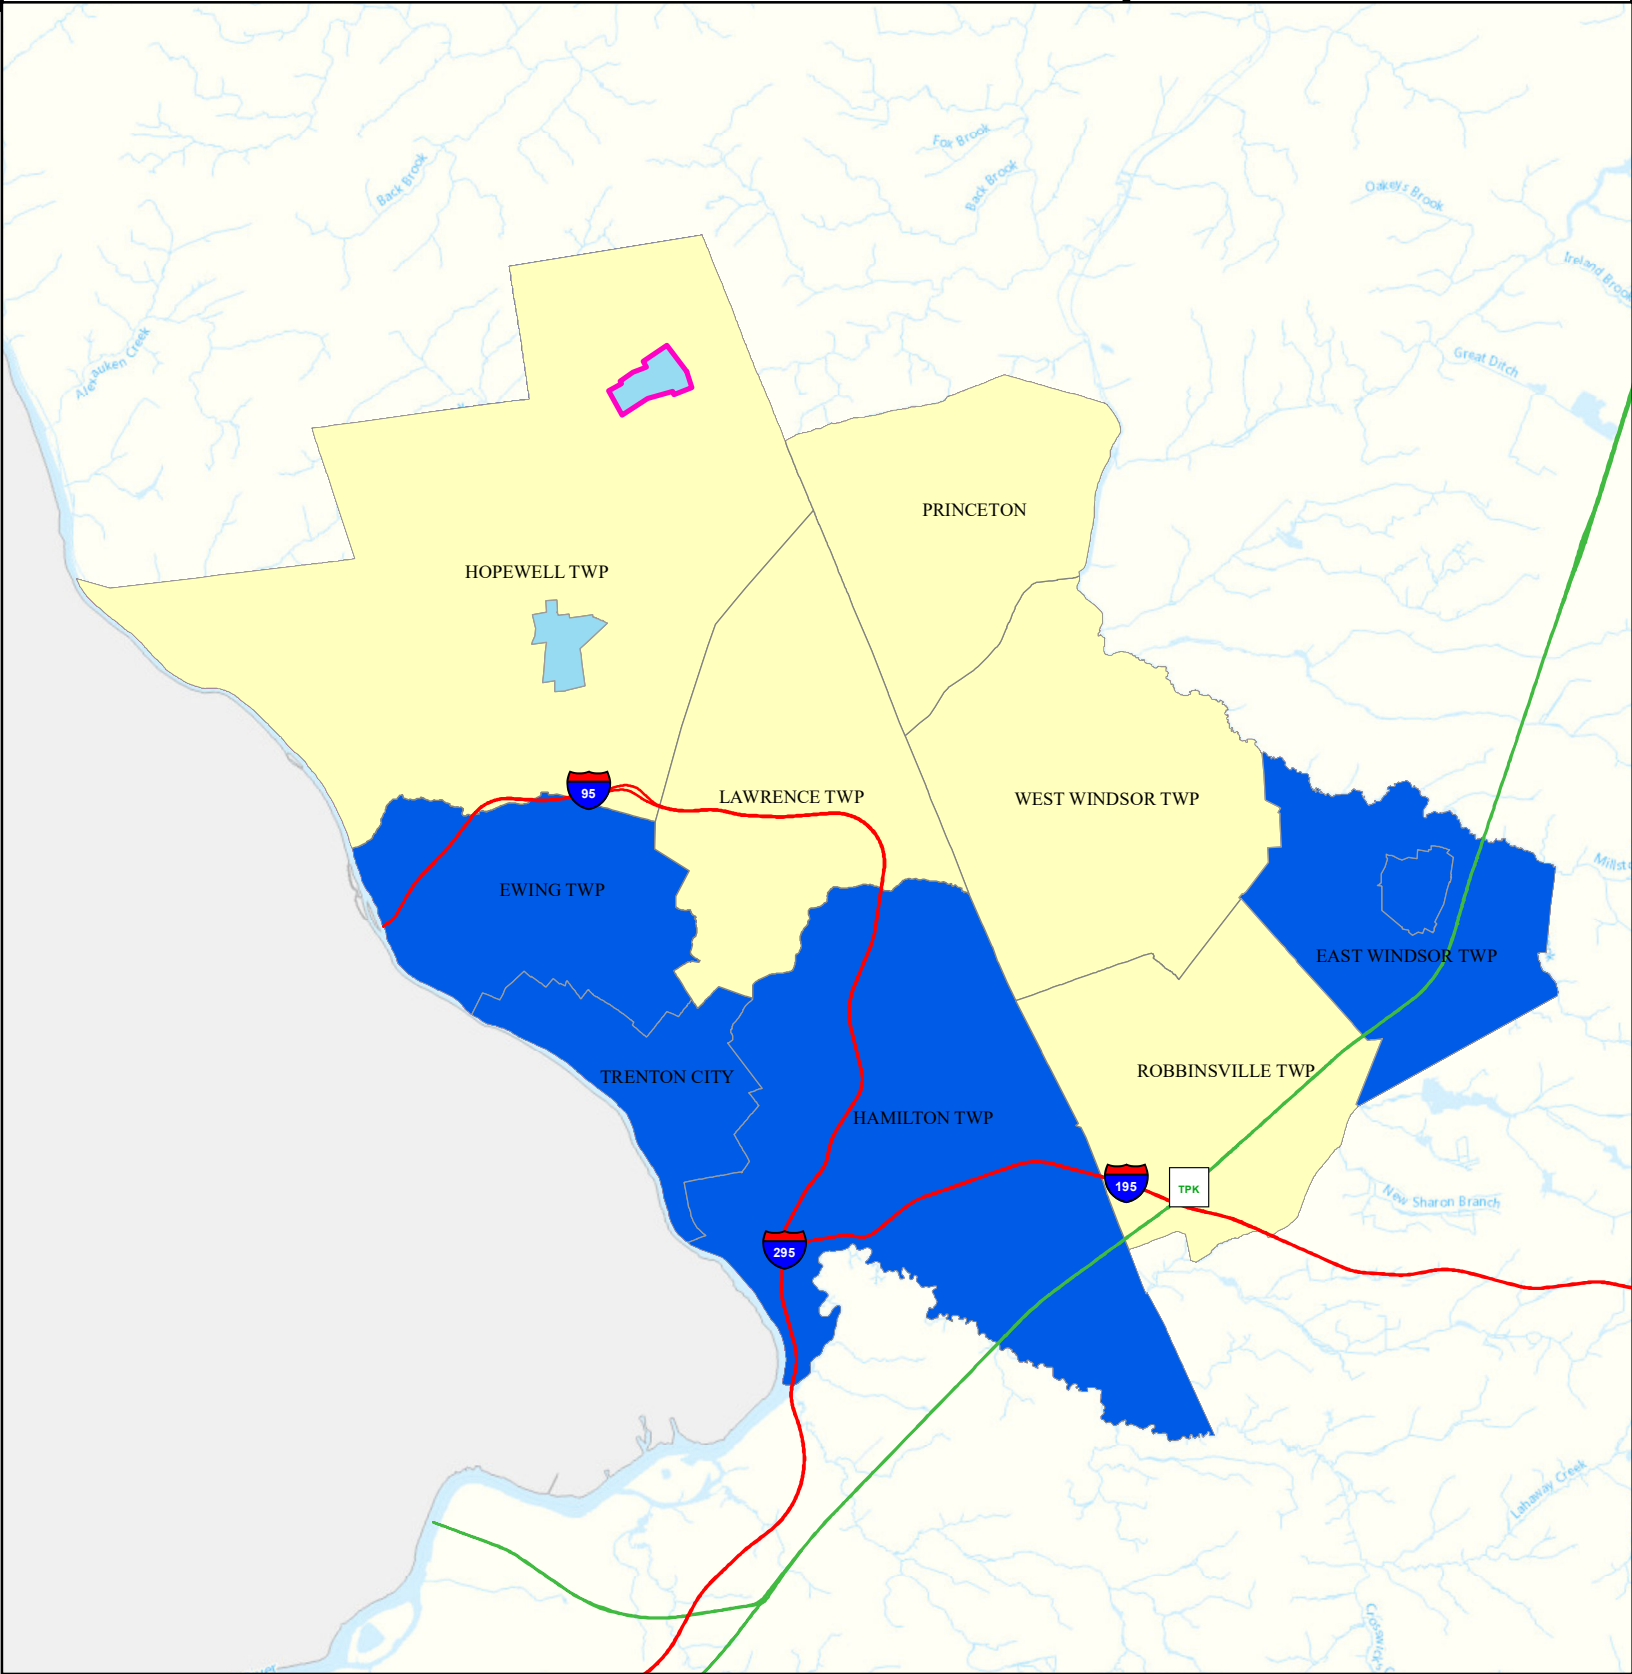 Fox Brook
Back Brook
Back Brook
Oakeys Brook
Ireland Brook
Alexauken Creek
Great Ditch
PRINCETON
HOPEWELL TWP
95
LAWRENCE TWP
WEST WINDSOR TWP
EWING TWP
EAST WINDSOR TWP
TRENTON CITY
ROBBINSVILLE TWP
HAMILTON TWP
195
TPK
New Sharon Branch
295
Lahaway Creek